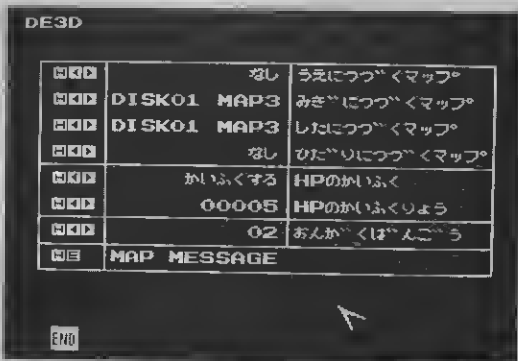 DE3D
H◀▶ なし うえにつづくマップ
H◀▶ DISK01 MAP3 みぎにつづくマップ
H◀▶ DISK01 MAP3 したにつづくマップ
H◀▶ なし ひだりにつづくマップ
H◀▶ かいふくする HPのかいふく
H◀▶ 00005 HPのかいふくりょう
H◀▶ 02 おんがくばんごう
HE MAP MESSAGE
END